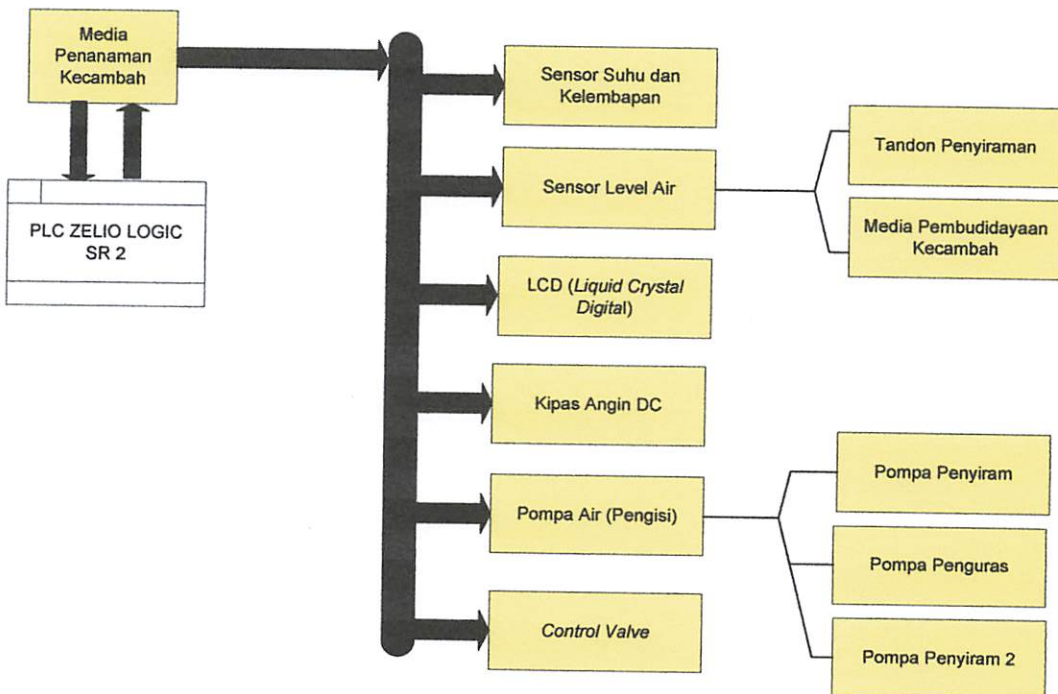 Media
Penanaman
Kecambah
PLC ZELIO LOGIC
SR 2
Sensor Suhu dan
Kelembapan
Sensor Level Air
LCD (Liquid Crystal
Digital)
Kipas Angin DC
Pompa Air (Pengisi)
Control Valve
Tandon Penyiraman
Media Pembudidayaan
Kecambah
Pompa Penyiram
Pompa Penguras
Pompa Penyiram 2